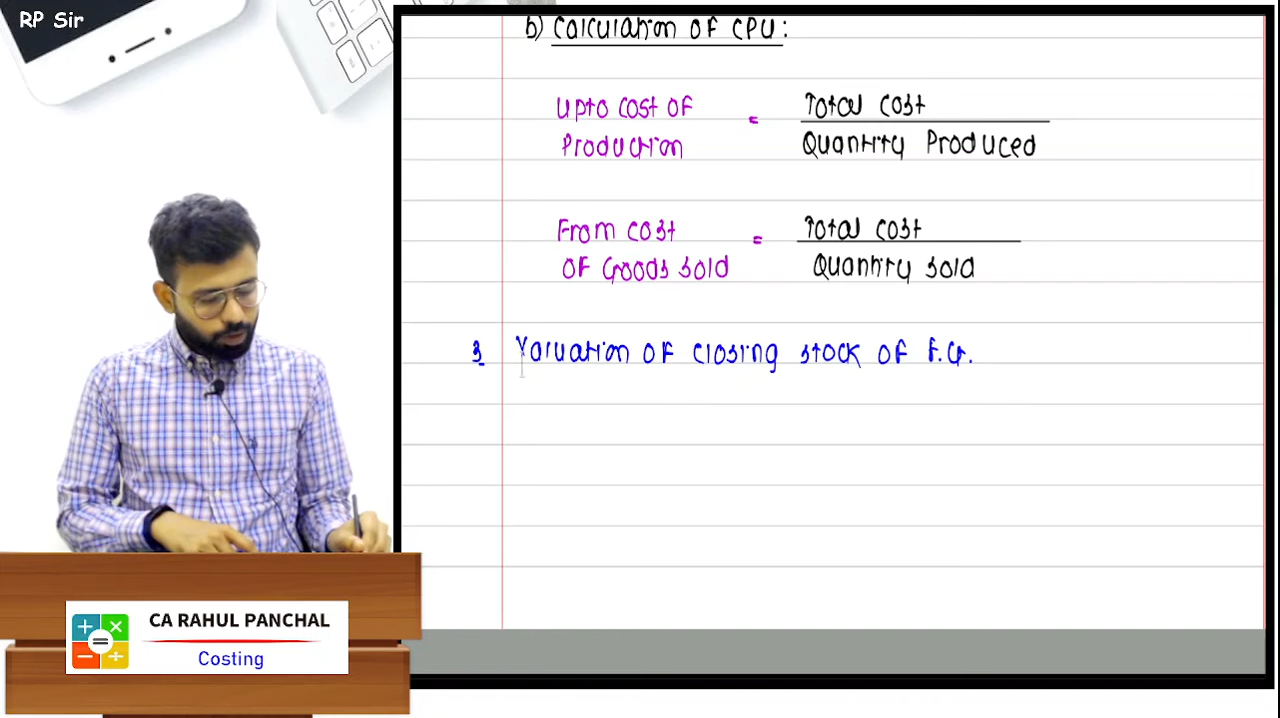 RP Sir
b) Calculation of CPU:
Upto cost of
Production
=
Total cost
Quantity Produced
From cost
of Goods sold
=
Total cost
Quantity sold
3 Valuation of closing stock of F.G.
CA RAHUL PANCHAL
Costing